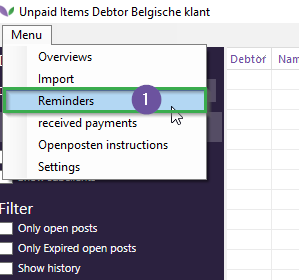 Unpaid Items Debtor Belgische klant
Menu
Debtor Name
Overviews
Import
Reminders 1
received payments
Openposten instructions
Settings
Filter
Only open posts
Only Expired open posts
Show history